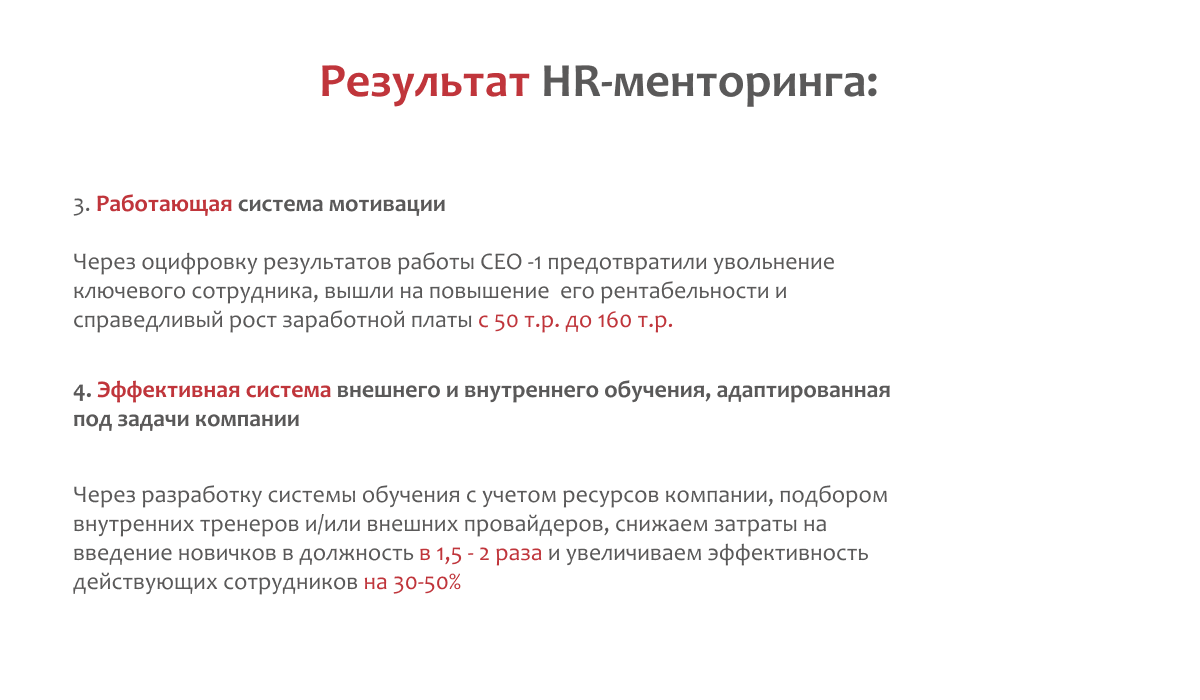 Результат HR-менторинга:
3. Работающая система мотивации
Через оцифровку результатов работы СЕО -1 предотвратили увольнение
ключевого сотрудника, вышли на повышение  его рентабельности и
справедливый рост заработной платы с 50 т.р. до 160 т.р.
4. Эффективная система внешнего и внутреннего обучения, адаптированная
под задачи компании
Через разработку системы обучения с учетом ресурсов компании, подбором
внутренних тренеров и/или внешних провайдеров, снижаем затраты на
введение новичков в должность в 1,5 - 2 раза и увеличиваем эффективность
действующих сотрудников на 30-50%